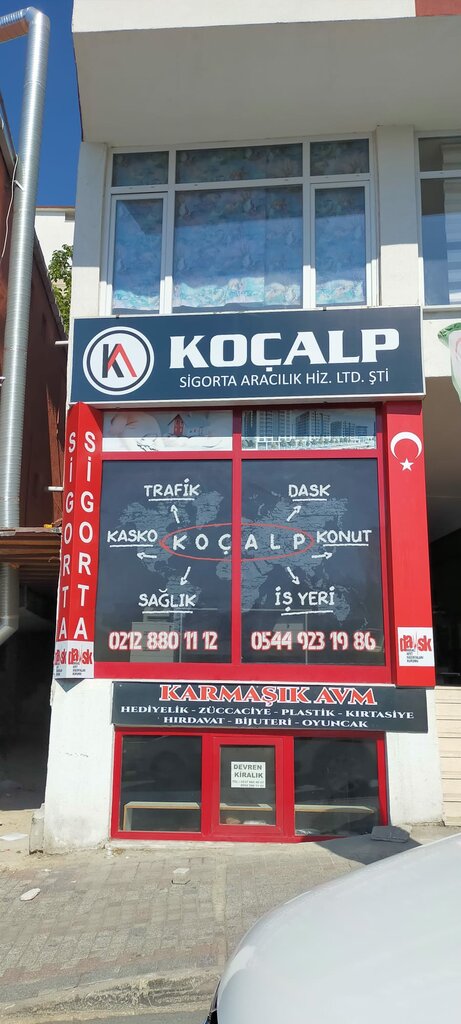 KA
KOÇALP
SİGORTA ARACILIK HİZ. LTD. ŞTİ
SİGORTA
SİGORTA
TRAFİK
DASK
KASKO
KOÇALP
KONUT
SAĞLIK
İŞ YERİ
0212 880 11 12
0544 923 19 86
dask
dask
dask
KARMAŞIK AVM
HEDİYELİK - ZÜCCACİYE - PLASTİK - KIRTASİYE
HIRDAVAT - BİJUTERİ - OYUNCAK
DEVREN
KİRALIK